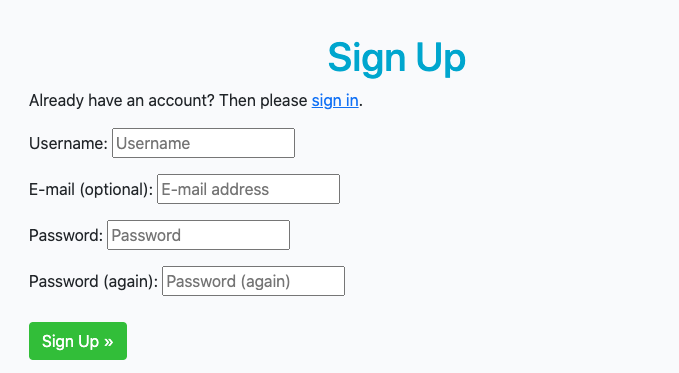 Sign Up
Already have an account? Then please sign in.
Username: Username
E-mail (optional): E-mail address
Password: Password
Password (again): Password (again)
Sign Up »